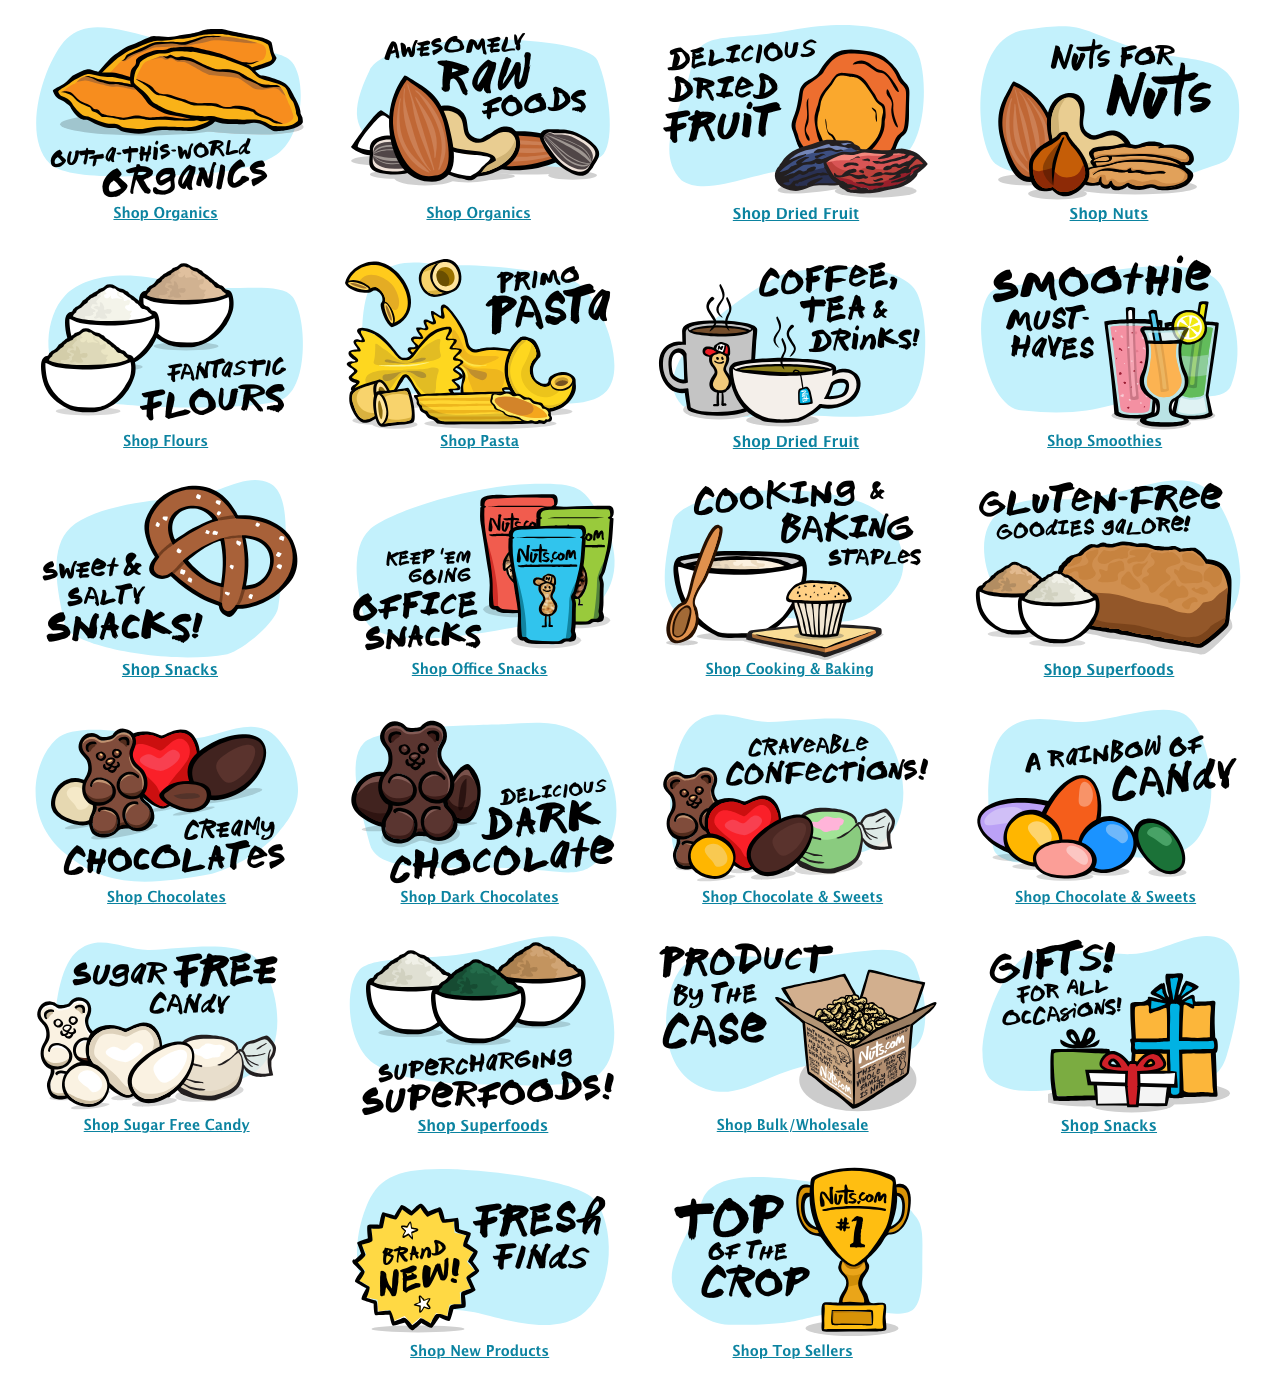 OUTTA-THIS-WORLD
ORGANICS
Shop Organics
AWESOMELY
RAW
FOODS
Shop Organics
DELICIOUS
DRIED
FRUIT
Shop Dried Fruit
NUTS FOR
NUTS
Shop Nuts
FANTASTIC
FLOURS
Shop Flours
PRIMO
PASTA
Shop Pasta
COFFEE,
TEA &
DRINKS!
Shop Dried Fruit
SMOOTHIE
MUST-
HAVES
Shop Smoothies
SWEET &
SALTY
SNACKS!
Shop Snacks
KEEP 'EM
GOING
OFFICE
SNACKS
Nuts.com
Shop Office Snacks
COOKING &
BAKING
STAPLES
Shop Cooking & Baking
GLUTEN-FREE
GOODIES GALORE!
Shop Superfoods
CREAMY
CHOCOLATES
Shop Chocolates
DELICIOUS
DARK
CHOCOLATE
Shop Dark Chocolates
CRAVEABLE
CONFECTIONS!
Shop Chocolate & Sweets
A RAINBOW OF
CANDY
Shop Chocolate & Sweets
SUGAR FREE
CANDY
Shop Sugar Free Candy
SUPERCHARGING
SUPERFOODS!
Shop Superfoods
PRODUCT
BY THE
CASE
Nuts.com
Nuts.com
Shop Bulk/Wholesale
GIFTS!
FOR ALL
OCCASIONS!
Shop Snacks
BRAND
NEW!
FRESH
FINDS
Shop New Products
TOP
OF THE
CROP
Nuts.com
#1
Shop Top Sellers